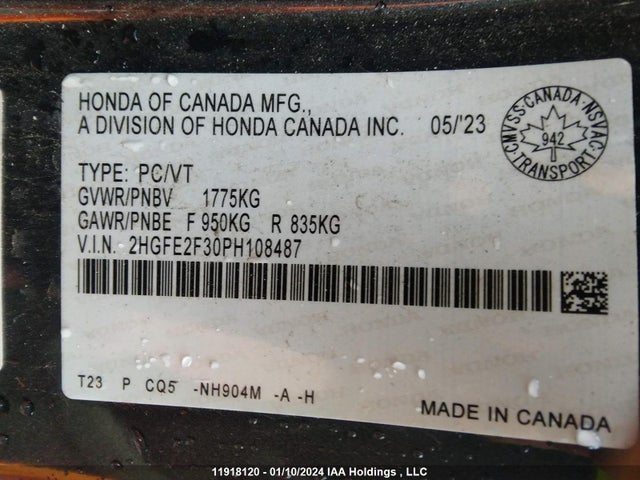 HONDA OF CANADA MFG.,
A DIVISION OF HONDA CANADA INC. 05/'23
CMVSS·CANADA·NSVAC·TRANSPORT·
942
TYPE: PC/VT
GVWR/PNBV 1775KG
GAWR/PNBE F 950KG R 835KG
V.I.N. 2HGFE2F30PH108487
T23 P CQ5 -NH904M -A -H
MADE IN CANADA
11918120 - 01/10/2024 IAA Holdings , LLC